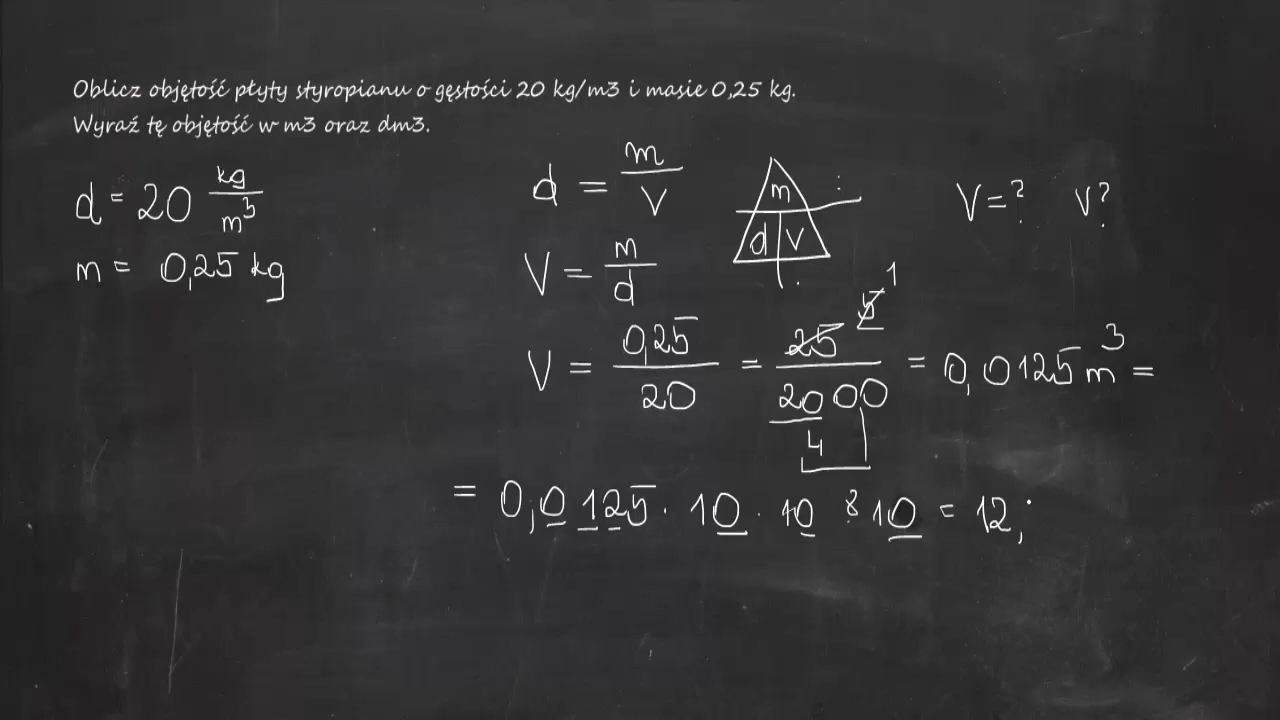 Oblicz objętość płyty styropianu o gęstości 20 kg/m3 i masie 0,25 kg.
Wyraź tę objętość w m3 oraz dm3.
d = 20 kg/m³
m = 0,25 kg
d = m/V
m
d V
:
V = ? V?
V = m/d
V = 0,25/20 = 25/2000 = 0,0125 m³ =
5 1
4
= 0,0125 · 10 · 10 · 10 = 12,